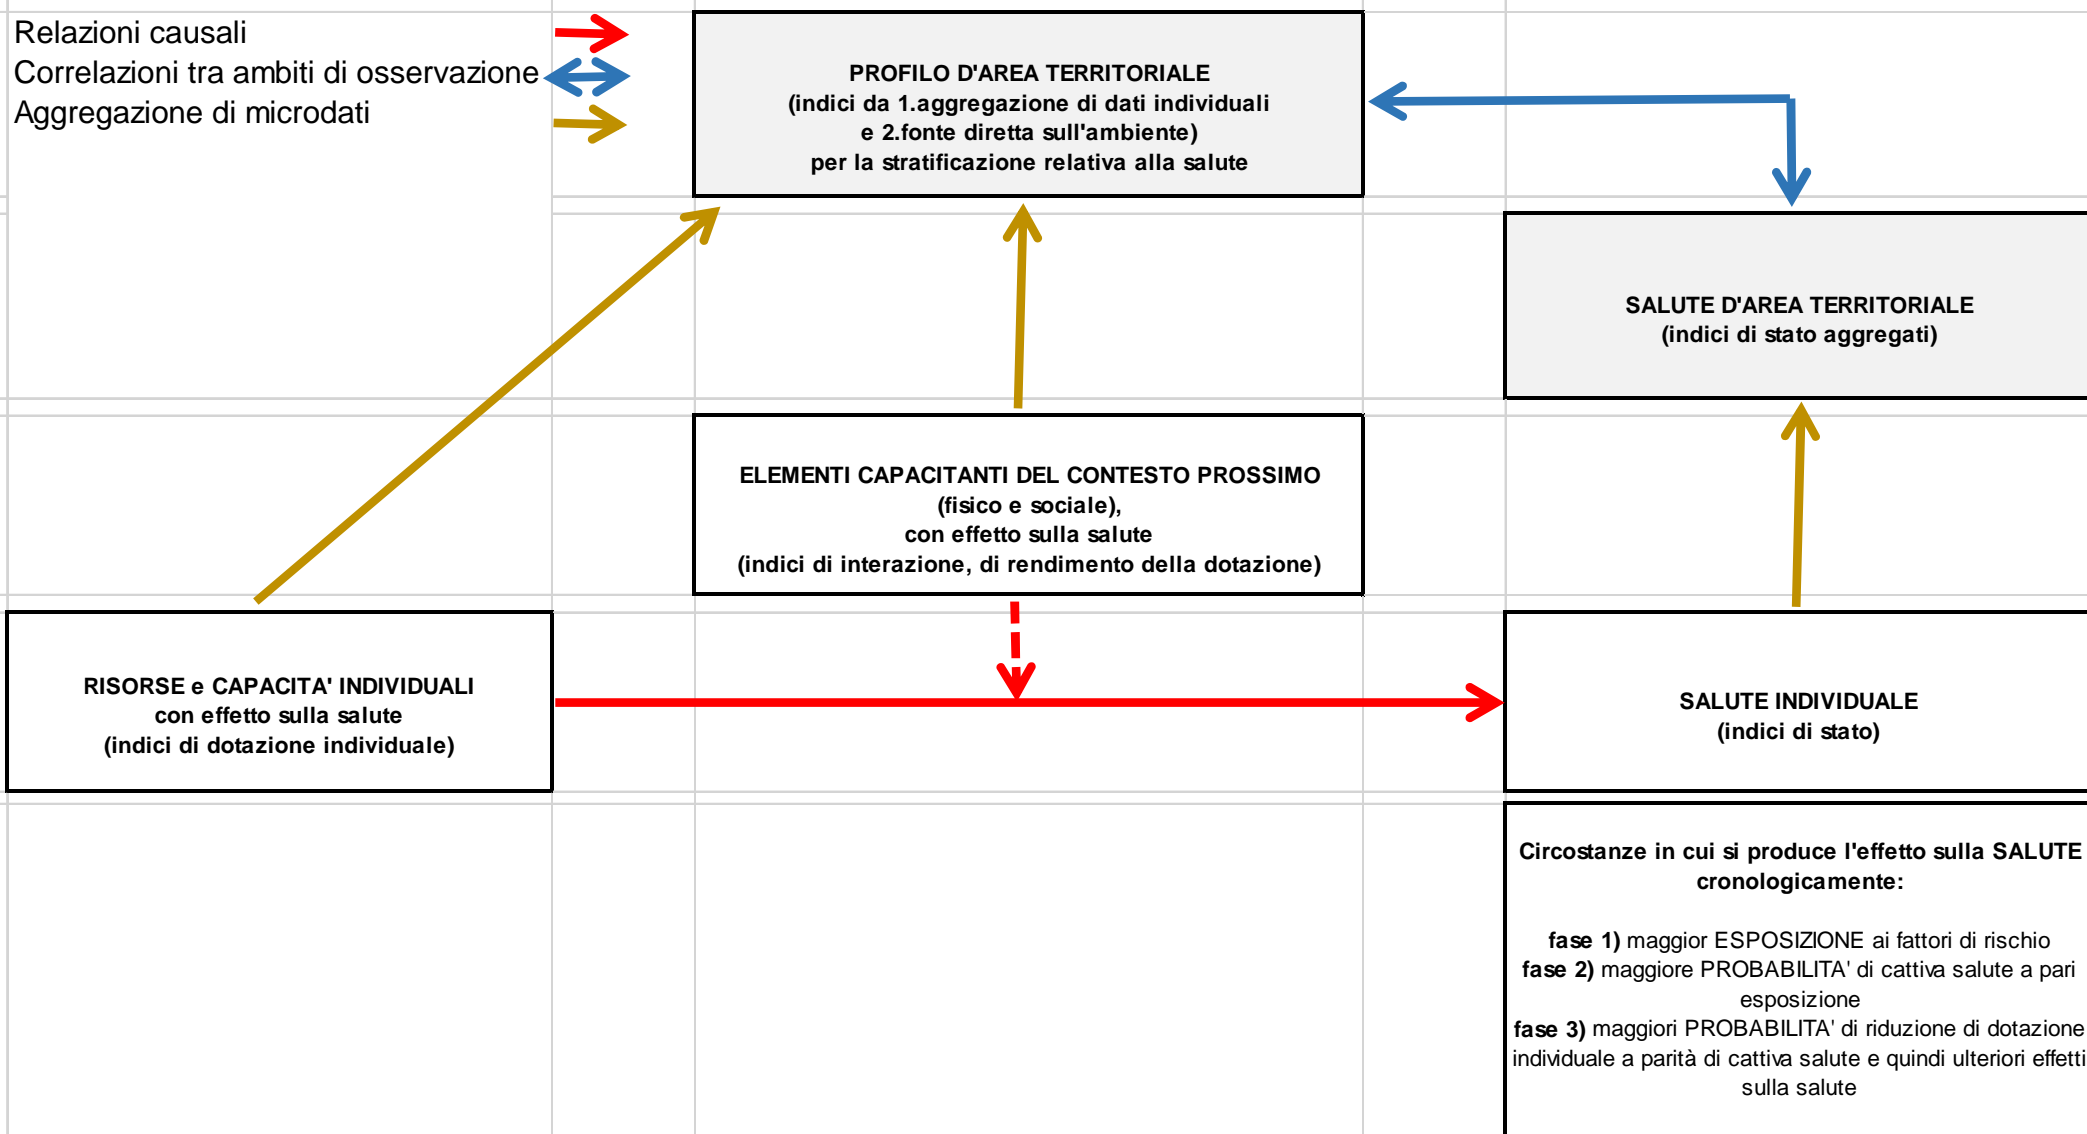 Relazioni causali
Correlazioni tra ambiti di osservazione
Aggregazione di microdati
PROFILO D'AREA TERRITORIALE
(indici da 1.aggregazione di dati individuali
e 2.fonte diretta sull'ambiente)
per la stratificazione relativa alla salute
SALUTE D'AREA TERRITORIALE
(indici di stato aggregati)
ELEMENTI CAPACITANTI DEL CONTESTO PROSSIMO
(fisico e sociale),
con effetto sulla salute
(indici di interazione, di rendimento della dotazione)
RISORSE e CAPACITA' INDIVIDUALI
con effetto sulla salute
(indici di dotazione individuale)
SALUTE INDIVIDUALE
(indici di stato)
Circostanze in cui si produce l'effetto sulla SALUTE
cronologicamente:
fase 1) maggior ESPOSIZIONE ai fattori di rischio
fase 2) maggiore PROBABILITA' di cattiva salute a pari
esposizione
fase 3) maggiori PROBABILITA' di riduzione di dotazione
individuale a parità di cattiva salute e quindi ulteriori effetti
sulla salute